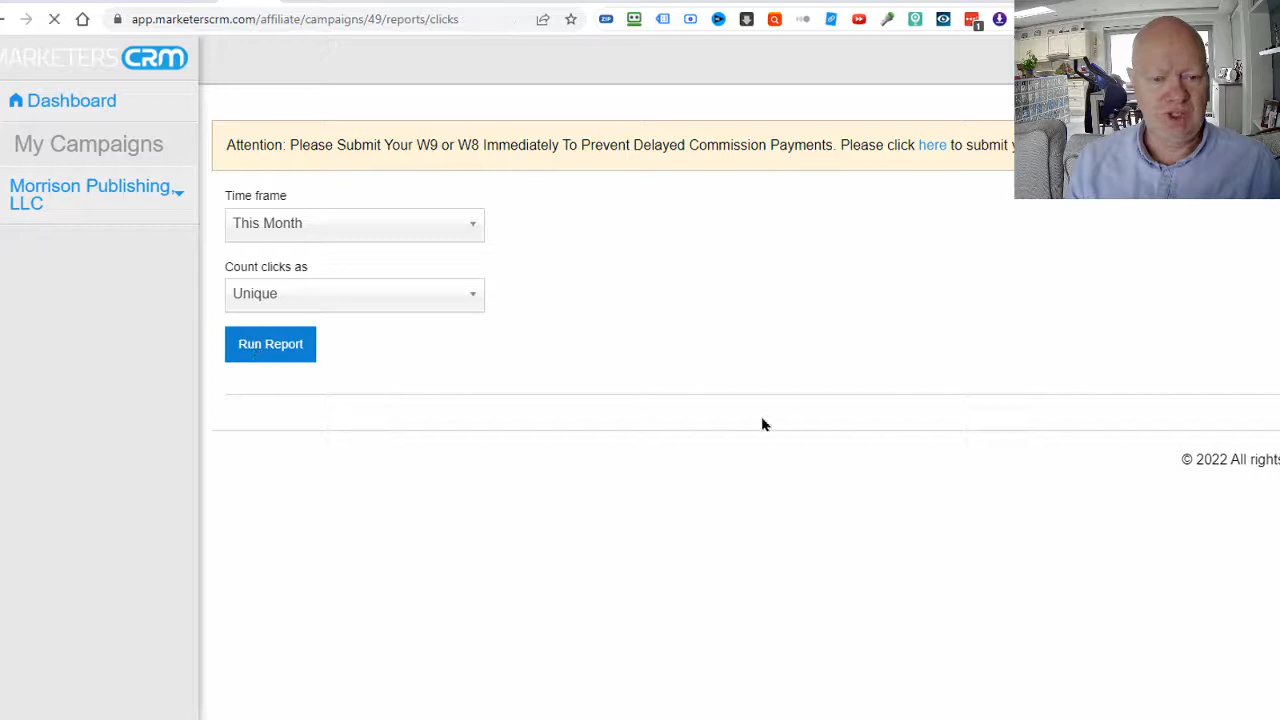 app.marketerscrm.com/affiliate/campaigns/49/reports/clicks
ZIP
1
MARKETERS CRM
Dashboard
My Campaigns
Morrison Publishing, LLC
Attention: Please Submit Your W9 or W8 Immediately To Prevent Delayed Commission Payments. Please click here to submit y
Time frame
This Month
Count clicks as
Unique
Run Report
© 2022 All rights